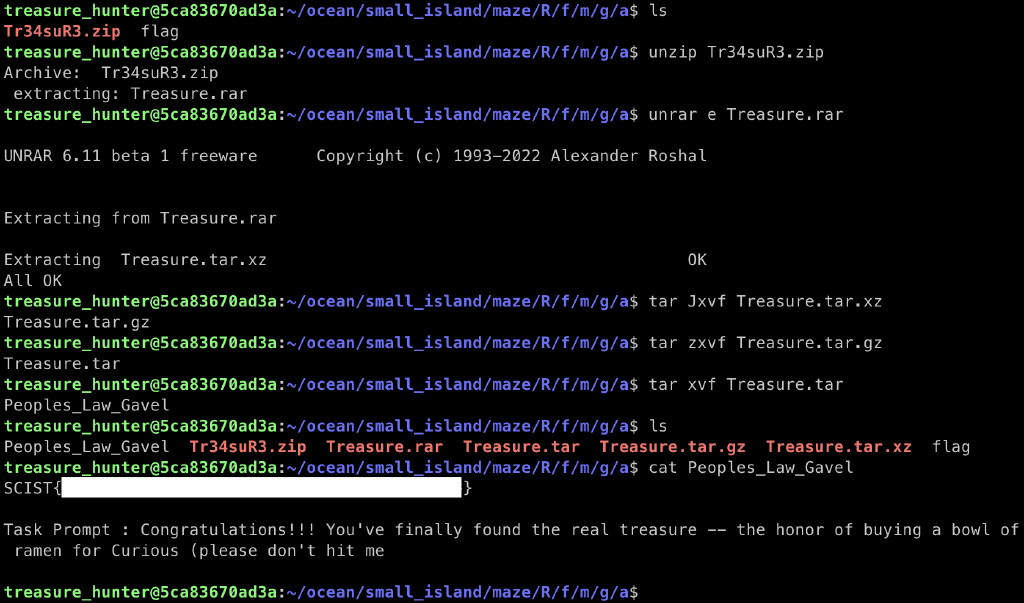 treasure_hunter@5ca83670ad3a:~/ocean/small_island/maze/R/f/m/g/a$ ls
Tr34suR3.zip  flag
treasure_hunter@5ca83670ad3a:~/ocean/small_island/maze/R/f/m/g/a$ unzip Tr34suR3.zip
Archive:  Tr34suR3.zip
 extracting: Treasure.rar
treasure_hunter@5ca83670ad3a:~/ocean/small_island/maze/R/f/m/g/a$ unrar e Treasure.rar
UNRAR 6.11 beta 1 freeware      Copyright (c) 1993-2022 Alexander Roshal
Extracting from Treasure.rar
Extracting  Treasure.tar.xz                                           OK
All OK
treasure_hunter@5ca83670ad3a:~/ocean/small_island/maze/R/f/m/g/a$ tar Jxvf Treasure.tar.xz
Treasure.tar.gz
treasure_hunter@5ca83670ad3a:~/ocean/small_island/maze/R/f/m/g/a$ tar zxvf Treasure.tar.gz
Treasure.tar
treasure_hunter@5ca83670ad3a:~/ocean/small_island/maze/R/f/m/g/a$ tar xvf Treasure.tar
Peoples_Law_Gavel
treasure_hunter@5ca83670ad3a:~/ocean/small_island/maze/R/f/m/g/a$ ls
Peoples_Law_Gavel  Tr34suR3.zip  Treasure.rar  Treasure.tar  Treasure.tar.gz  Treasure.tar.xz  flag
treasure_hunter@5ca83670ad3a:~/ocean/small_island/maze/R/f/m/g/a$ cat Peoples_Law_Gavel
SCIST{ }
Task Prompt : Congratulations!!! You've finally found the real treasure -- the honor of buying a bowl of
 ramen for Curious (please don't hit me
treasure_hunter@5ca83670ad3a:~/ocean/small_island/maze/R/f/m/g/a$